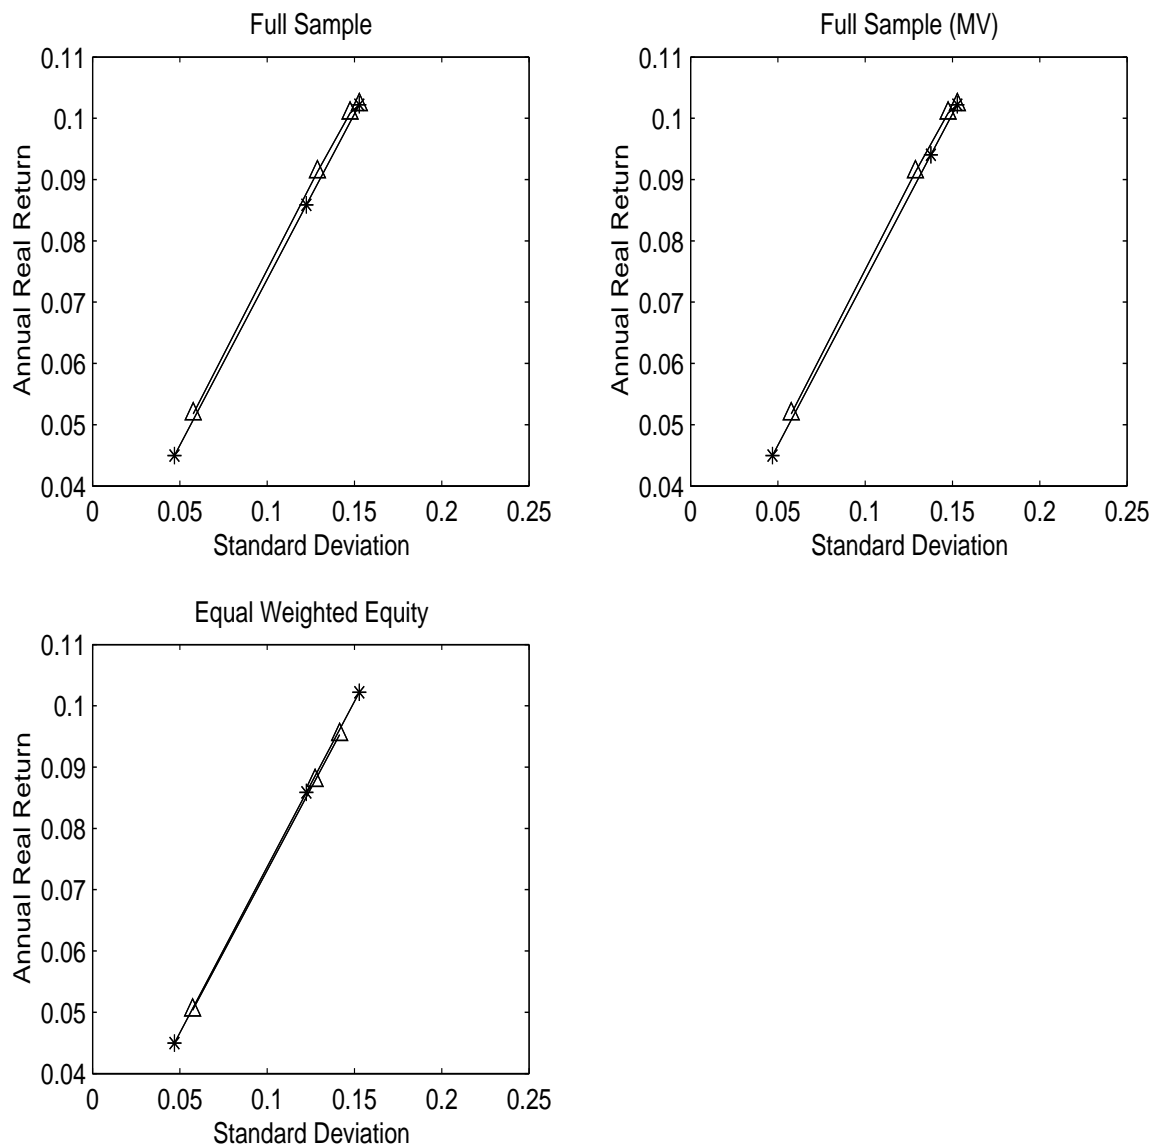 Full Sample
0.11
0.1
0.09
0.08
0.07
0.06
0.05
0.04
Annual Real Return
0 0.05 0.1 0.15 0.2 0.25
Standard Deviation
Full Sample (MV)
0.11
0.1
0.09
0.08
0.07
0.06
0.05
0.04
Annual Real Return
0 0.05 0.1 0.15 0.2 0.25
Standard Deviation
Equal Weighted Equity
0.11
0.1
0.09
0.08
0.07
0.06
0.05
0.04
Annual Real Return
0 0.05 0.1 0.15 0.2 0.25
Standard Deviation